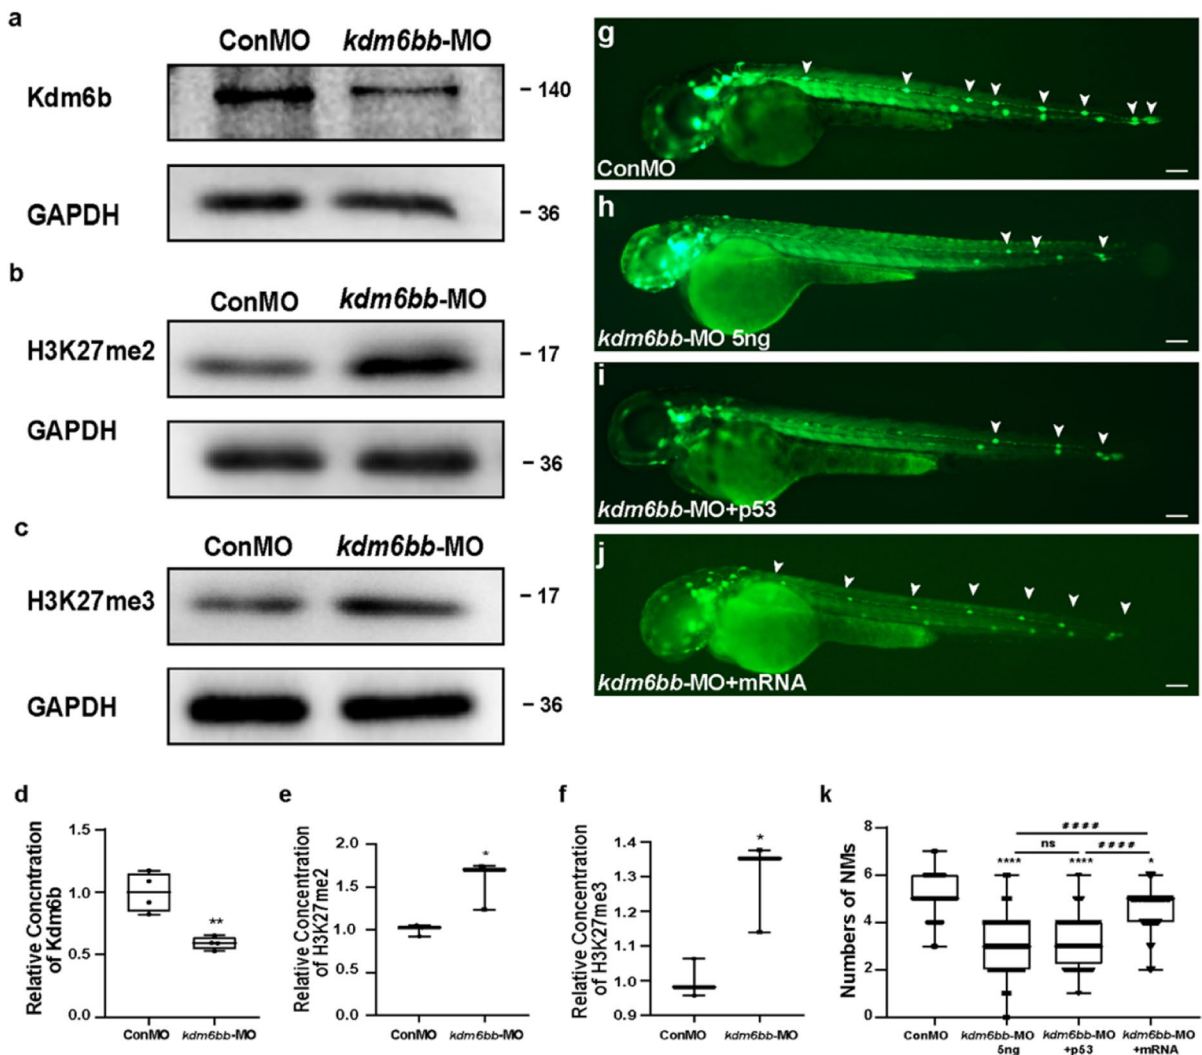 a
ConMO kdm6bb-MO
Kdm6b
- 140
GAPDH
- 36
b
ConMO kdm6bb-MO
H3K27me2
- 17
GAPDH
- 36
c
ConMO kdm6bb-MO
H3K27me3
- 17
GAPDH
- 36
g
ConMO
h
kdm6bb-MO 5ng
i
kdm6bb-MO+p53
j
kdm6bb-MO+mRNA
d
Relative Concentration
of Kdm6b
1.5
1.0
0.5
0.0
**
ConMO kdm6bb-MO
e
Relative Concentration
of H3K27me2
2.0
1.5
1.0
0.5
0.0
*
ConMO kdm6bb-MO
f
Relative Concentration
of H3K27me3
1.4
1.3
1.2
1.1
1.0
0.9
*
ConMO kdm6bb-MO
k
Numbers of NMs
8
6
4
2
0
####
ns ####
**** **** *
ConMO kdm6bb-MO kdm6bb-MO kdm6bb-MO
5ng +p53 +mRNA